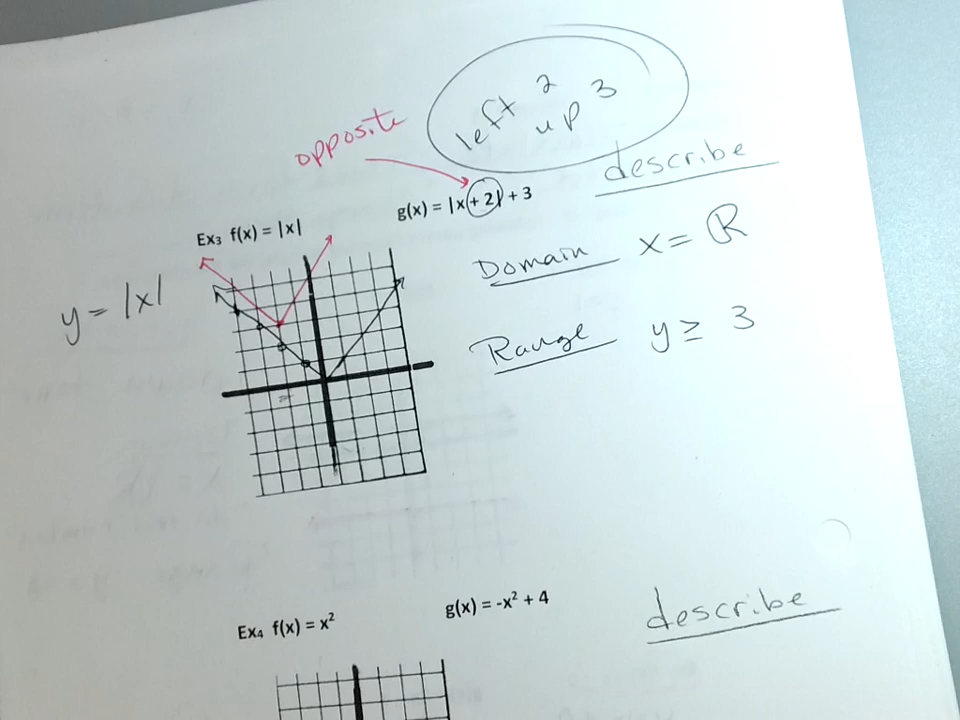 left 2
up 3
opposite
describe
g(x) = |x + 2| + 3
Ex3 f(x) = |x|
Domain x = ℝ
y = |x|
Range y ≥ 3
Ex4 f(x) = x²
g(x) = -x² + 4
describe